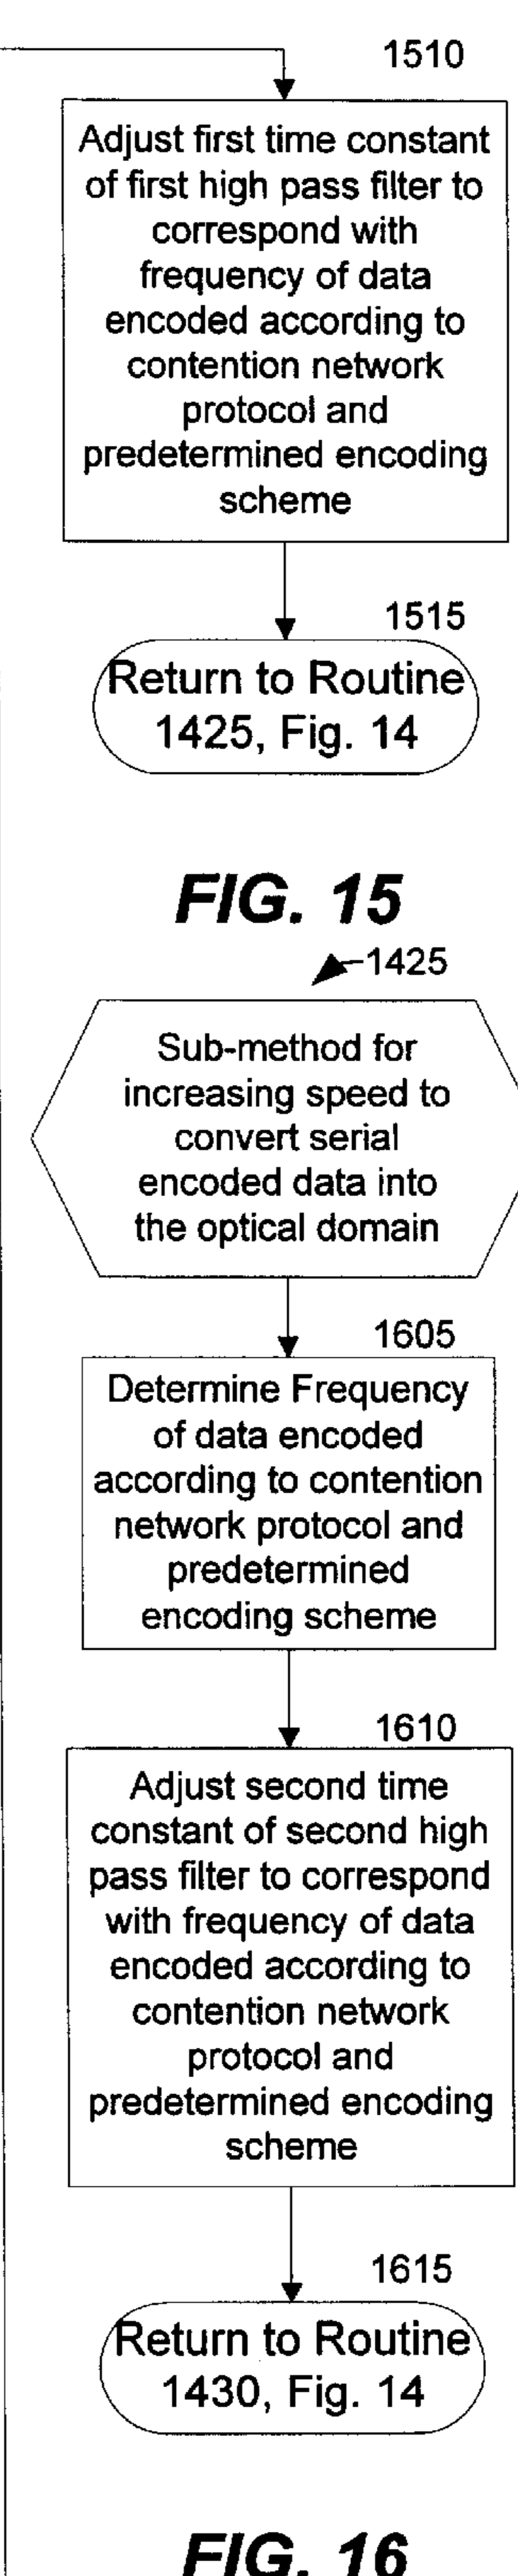 1510
Adjust first time constant
of first high pass filter to
correspond with
frequency of data
encoded according to
contention network
protocol and
predetermined encoding
scheme
1515
Return to Routine
1425, Fig. 14
FIG. 15
1425
Sub-method for
increasing speed to
convert serial
encoded data into
the optical domain
1605
Determine Frequency
of data encoded
according to contention
network protocol and
predetermined
encoding scheme
1610
Adjust second time
constant of second high
pass filter to correspond
with frequency of data
encoded according to
contention network
protocol and
predetermined encoding
scheme
1615
Return to Routine
1430, Fig. 14
FIG. 16